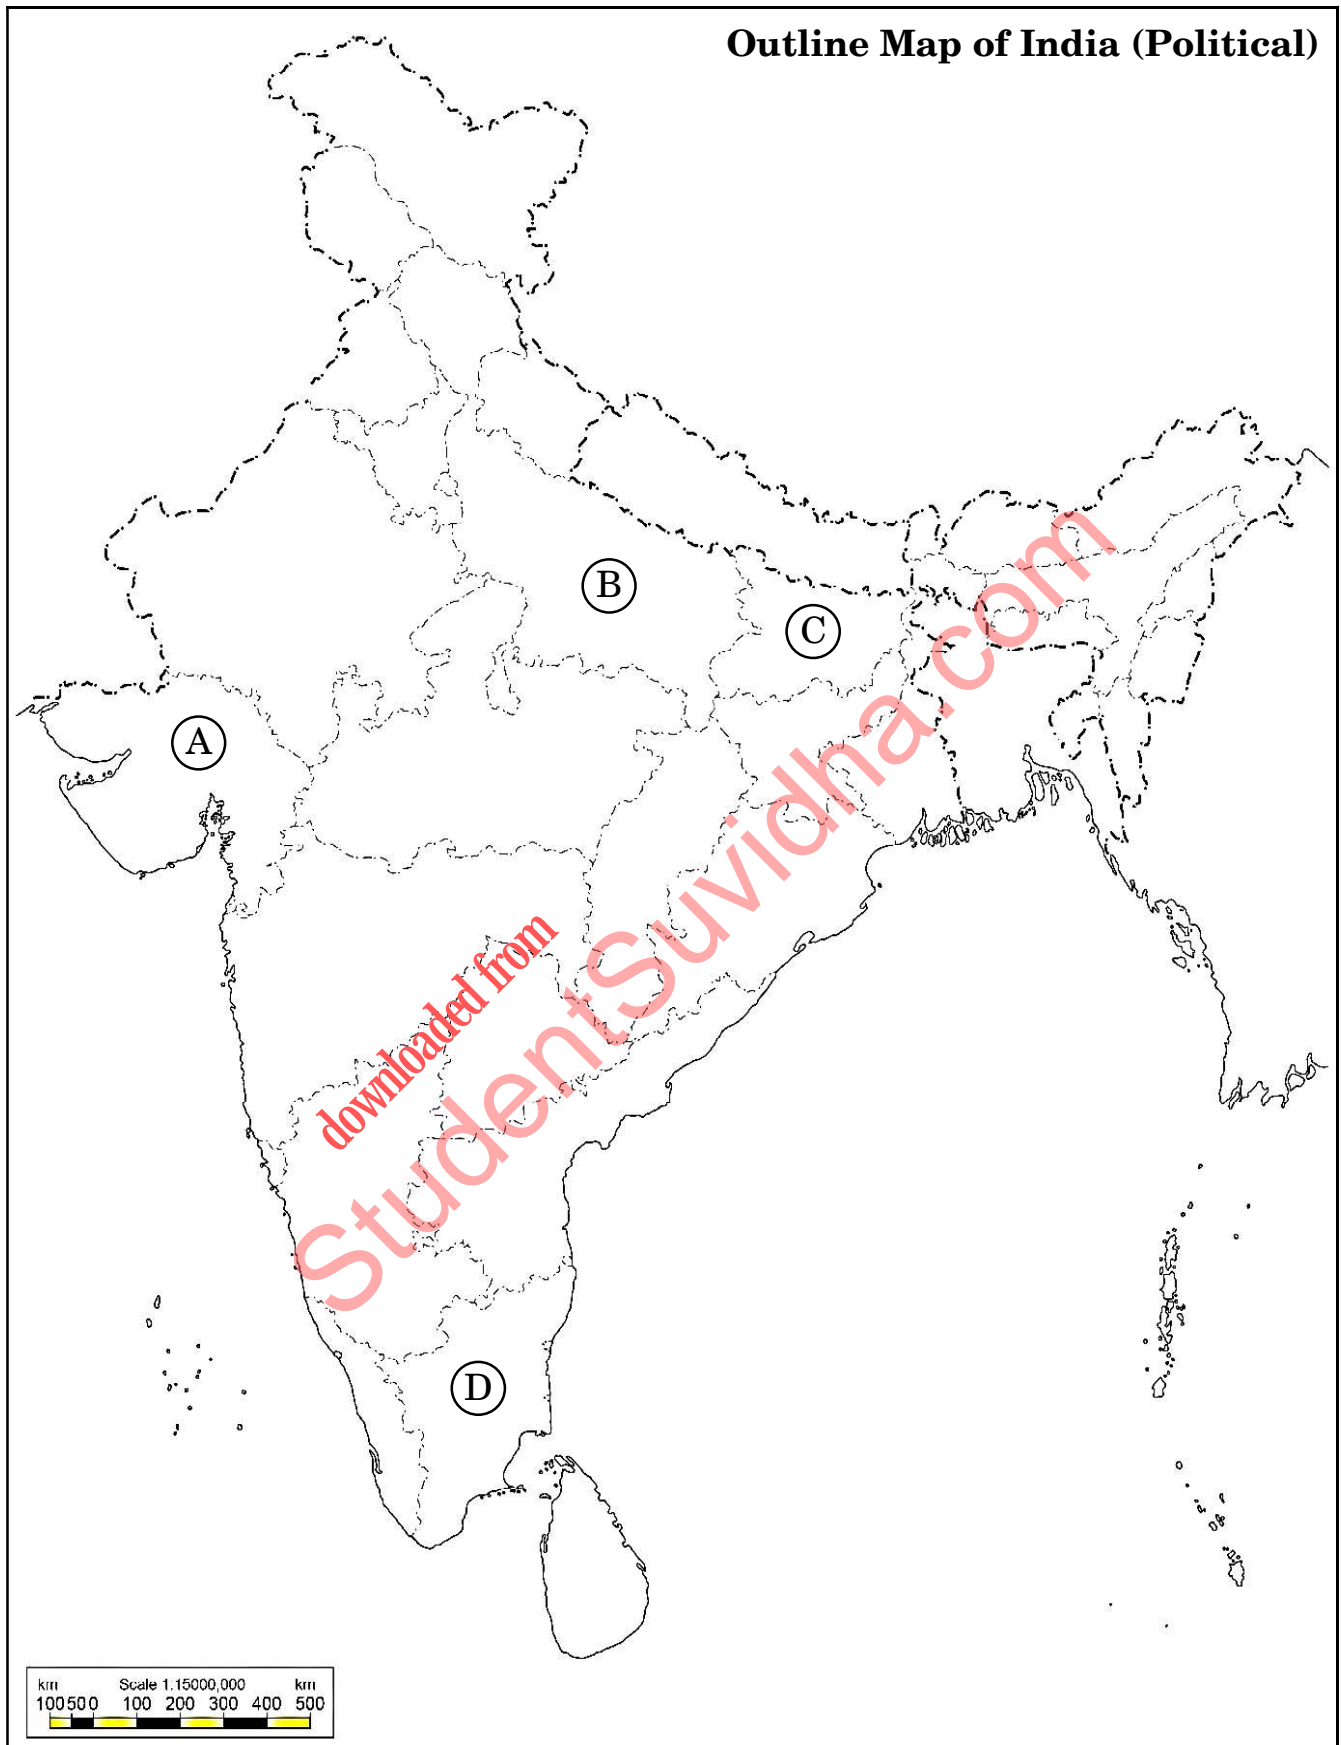 Outline Map of India (Political)
B
C
A
D
downloaded from
StudentSuvidha.com
km Scale 1:15000,000 km
100 50 0 100 200 300 400 500